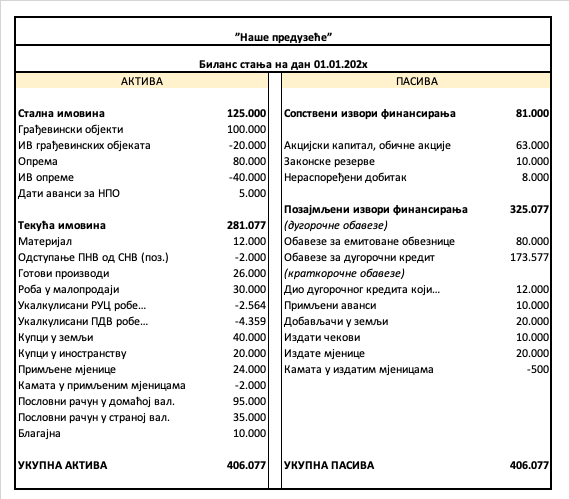 ”Наше предузеће”
Биланс стања на дан 01.01.202x
АКТИВА ПАСИВА
Стална имовина 125.000 Сопствени извори финансирања 81.000
Грађевински објекти 100.000
ИВ грађевинских објеката -20.000 Акцијски капитал, обичне акције 63.000
Опрема 80.000 Законске резерве 10.000
ИВ опреме -40.000 Нераспоређени добитак 8.000
Дати аванси за НПО 5.000
Позајмљени извори финансирања 325.077
Текућа имовина 281.077 (дугорочне обавезе)
Материјал 12.000 Обавезе за емитоване обвезнице 80.000
Одступање ПНВ од СНВ (поз.) -2.000 Обавезе за дугорочни кредит 173.577
Готови производи 26.000 (краткорочне обавезе)
Роба у малопродаји 30.000 Дио дугорочног кредита који... 12.000
Укалкулисани РУЦ робе... -2.564 Примљени аванси 10.000
Укалкулисани ПДВ робе... -4.359 Добављачи у земљи 20.000
Купци у земљи 40.000 Издати чекови 10.000
Купци у иностранству 20.000 Издате мјенице 20.000
Примљене мјенице 24.000 Камата у издатим мјеницама -500
Камата у примљеним мјеницама -2.000
Пословни рачун у домаћој вал. 95.000
Пословни рачун у страној вал. 35.000
Благајна 10.000
УКУПНА АКТИВА 406.077 УКУПНА ПАСИВА 406.077